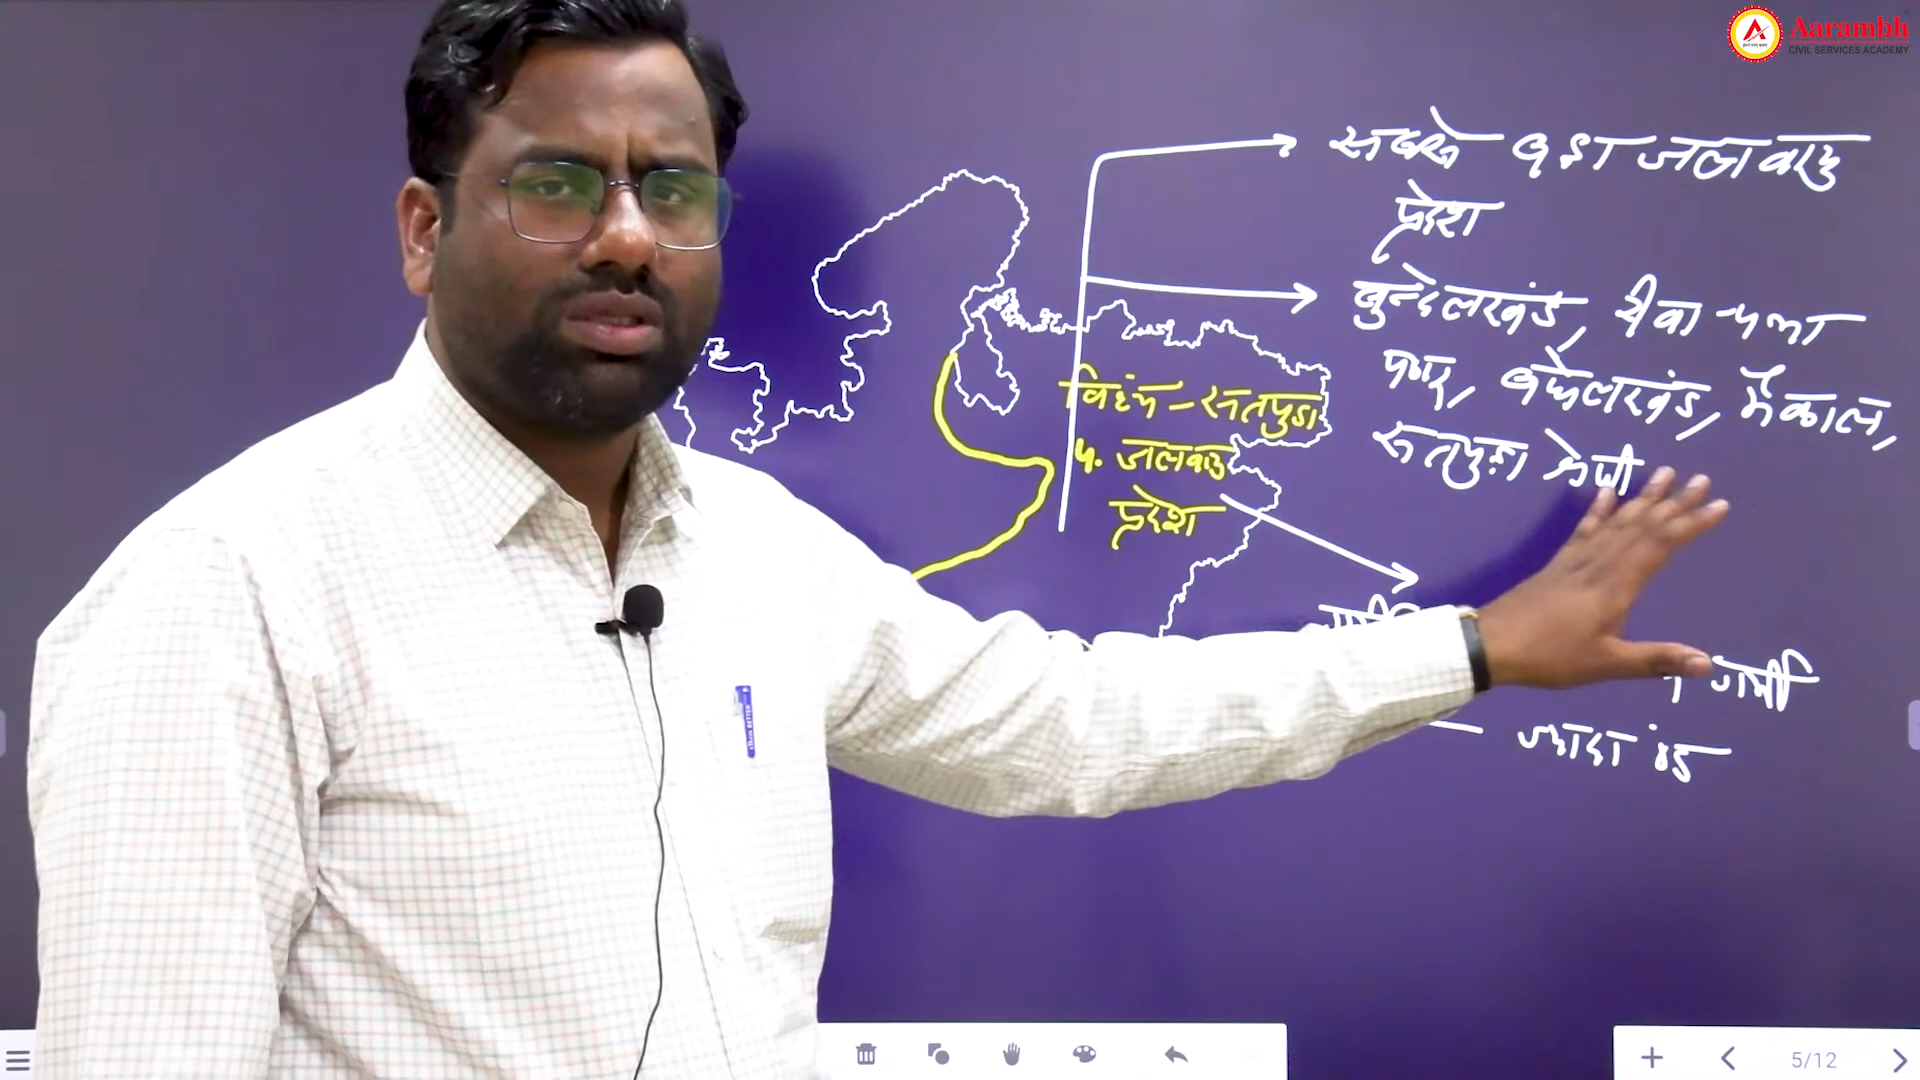 Aarambh
CIVIL SERVICES ACADEMY
सबसे बड़ा जलवायु
प्रदेश
बुन्देलखंड, रीवा पन्ना
पठार, बघेलखंड, मैकाल,
सतपुड़ा श्रेणी
विंध्य - सतपुड़ा
प. जलवायु
प्रदेश
गर्मी
ज्यादा ठंड
5/12